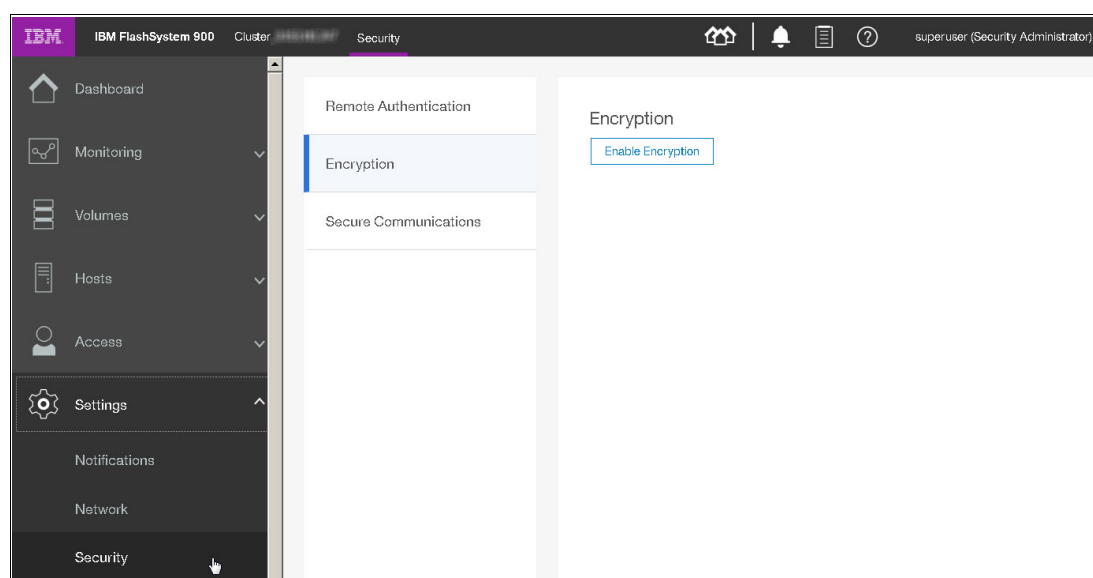 IBM IBM FlashSystem 900 Cluster Security superuser (Security Administrator)
Dashboard
Monitoring
Volumes
Hosts
Access
Settings
Notifications
Network
Security
Remote Authentication
Encryption
Secure Communications
Encryption
Enable Encryption